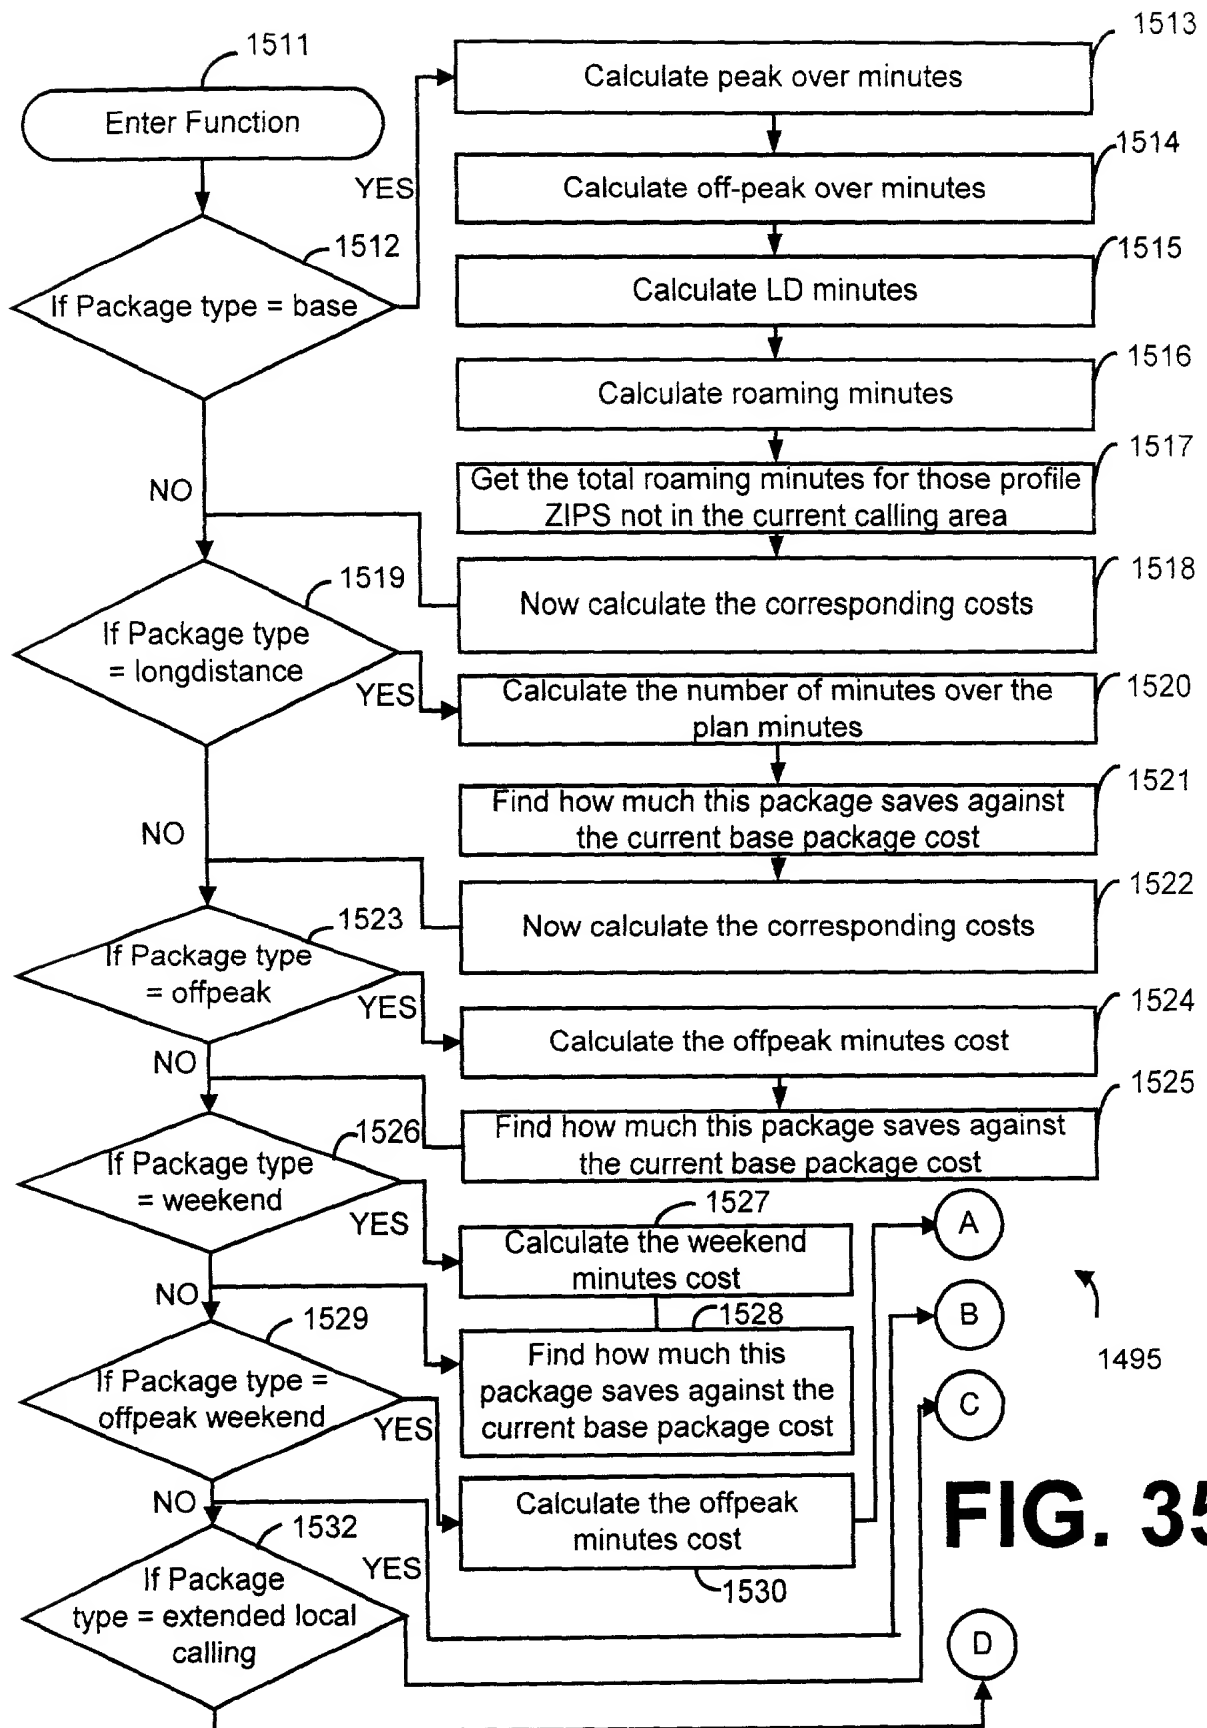 1511
Enter Function
1513
Calculate peak over minutes
1514
Calculate off-peak over minutes
YES
1512
If Package type = base
1515
Calculate LD minutes
1516
Calculate roaming minutes
1517
Get the total roaming minutes for those profile
ZIPS not in the current calling area
NO
1518
Now calculate the corresponding costs
1519
If Package type
= longdistance
YES
1520
Calculate the number of minutes over the
plan minutes
1521
Find how much this package saves against
the current base package cost
NO
1522
Now calculate the corresponding costs
1523
If Package type
= offpeak
YES
1524
Calculate the offpeak minutes cost
NO
1525
Find how much this package saves against
the current base package cost
1526
If Package type
= weekend
YES
1527
Calculate the weekend
minutes cost
A
NO
1528
Find how much this
package saves against the
current base package cost
B
1495
1529
If Package type =
offpeak weekend
YES
C
NO
Calculate the offpeak
minutes cost
1530
FIG. 35
1532
YES
If Package
type = extended local
calling
D